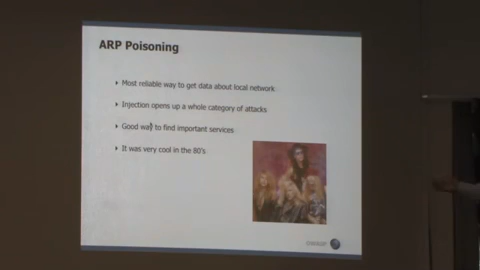 ARP Poisoning
Most reliable way to get data about local network
Injection opens up a whole category of attacks
Good way to find important services
It was very cool in the 80's